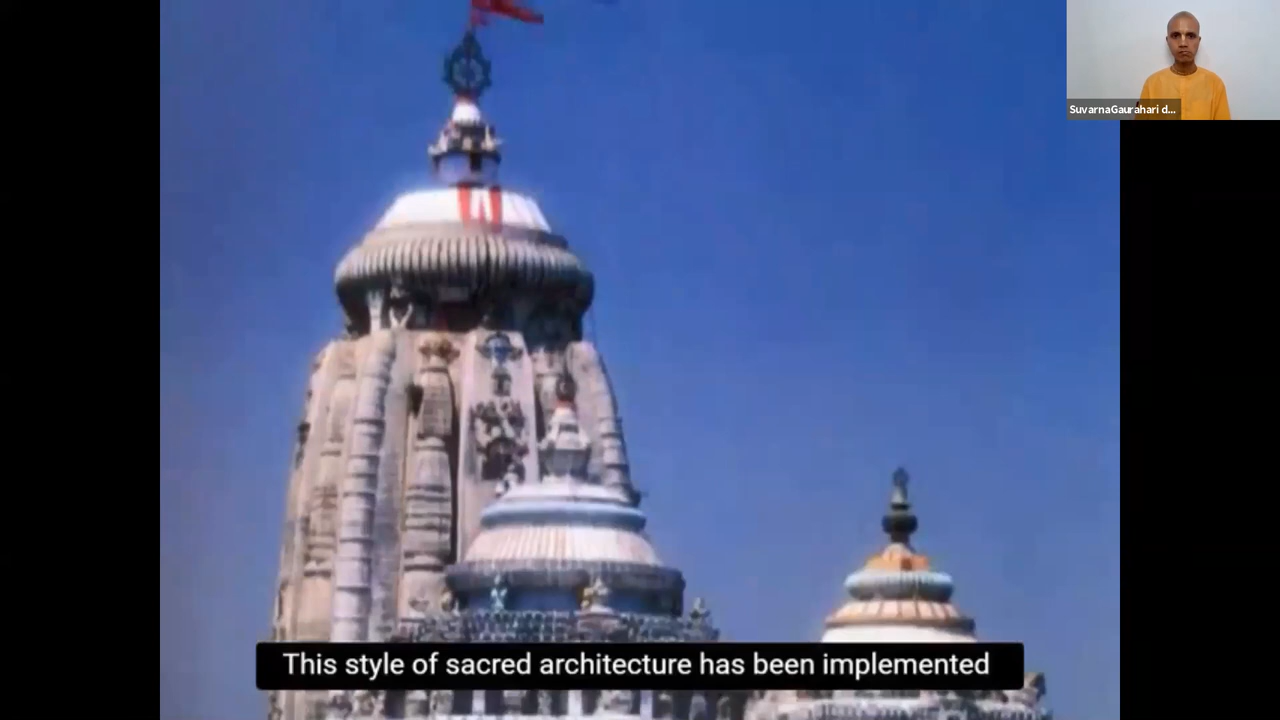 SuvarnaGaurahari d...
This style of sacred architecture has been implemented